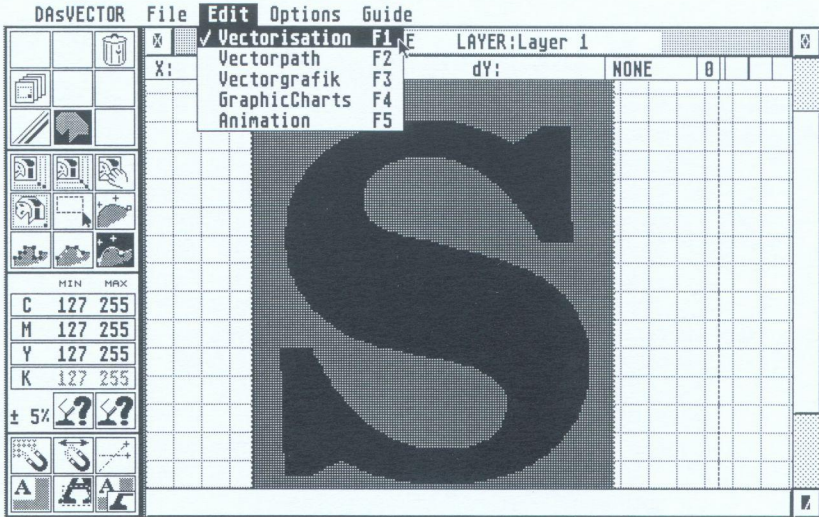 DAsVECTOR File Edit Options Guide
✓ Vectorisation F1
Vectorpath F2
Vectorgrafik F3
GraphicCharts F4
Animation F5
E LAYER:Layer 1
X: dY: NONE 0
MIN MAX
C 127 255
M 127 255
Y 127 255
K 127 255
± 5% ? ?
A A
S